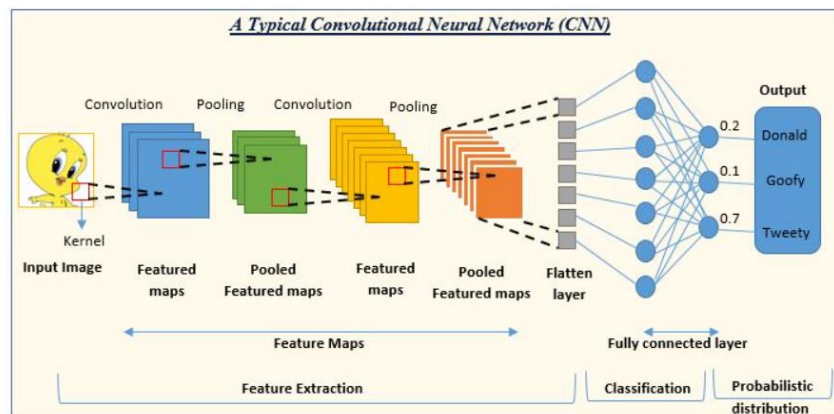 A Typical Convolutional Neural Network (CNN)
Convolution
Pooling
Convolution
Pooling
Output
0.2
Donald
0.1
Goofy
0.7
Tweety
Kernel
Input Image
Featured
maps
Pooled
Featured maps
Featured
maps
Pooled
Featured maps
Flatten
layer
Feature Maps
Fully connected layer
Feature Extraction
Classification
Probabilistic
distribution